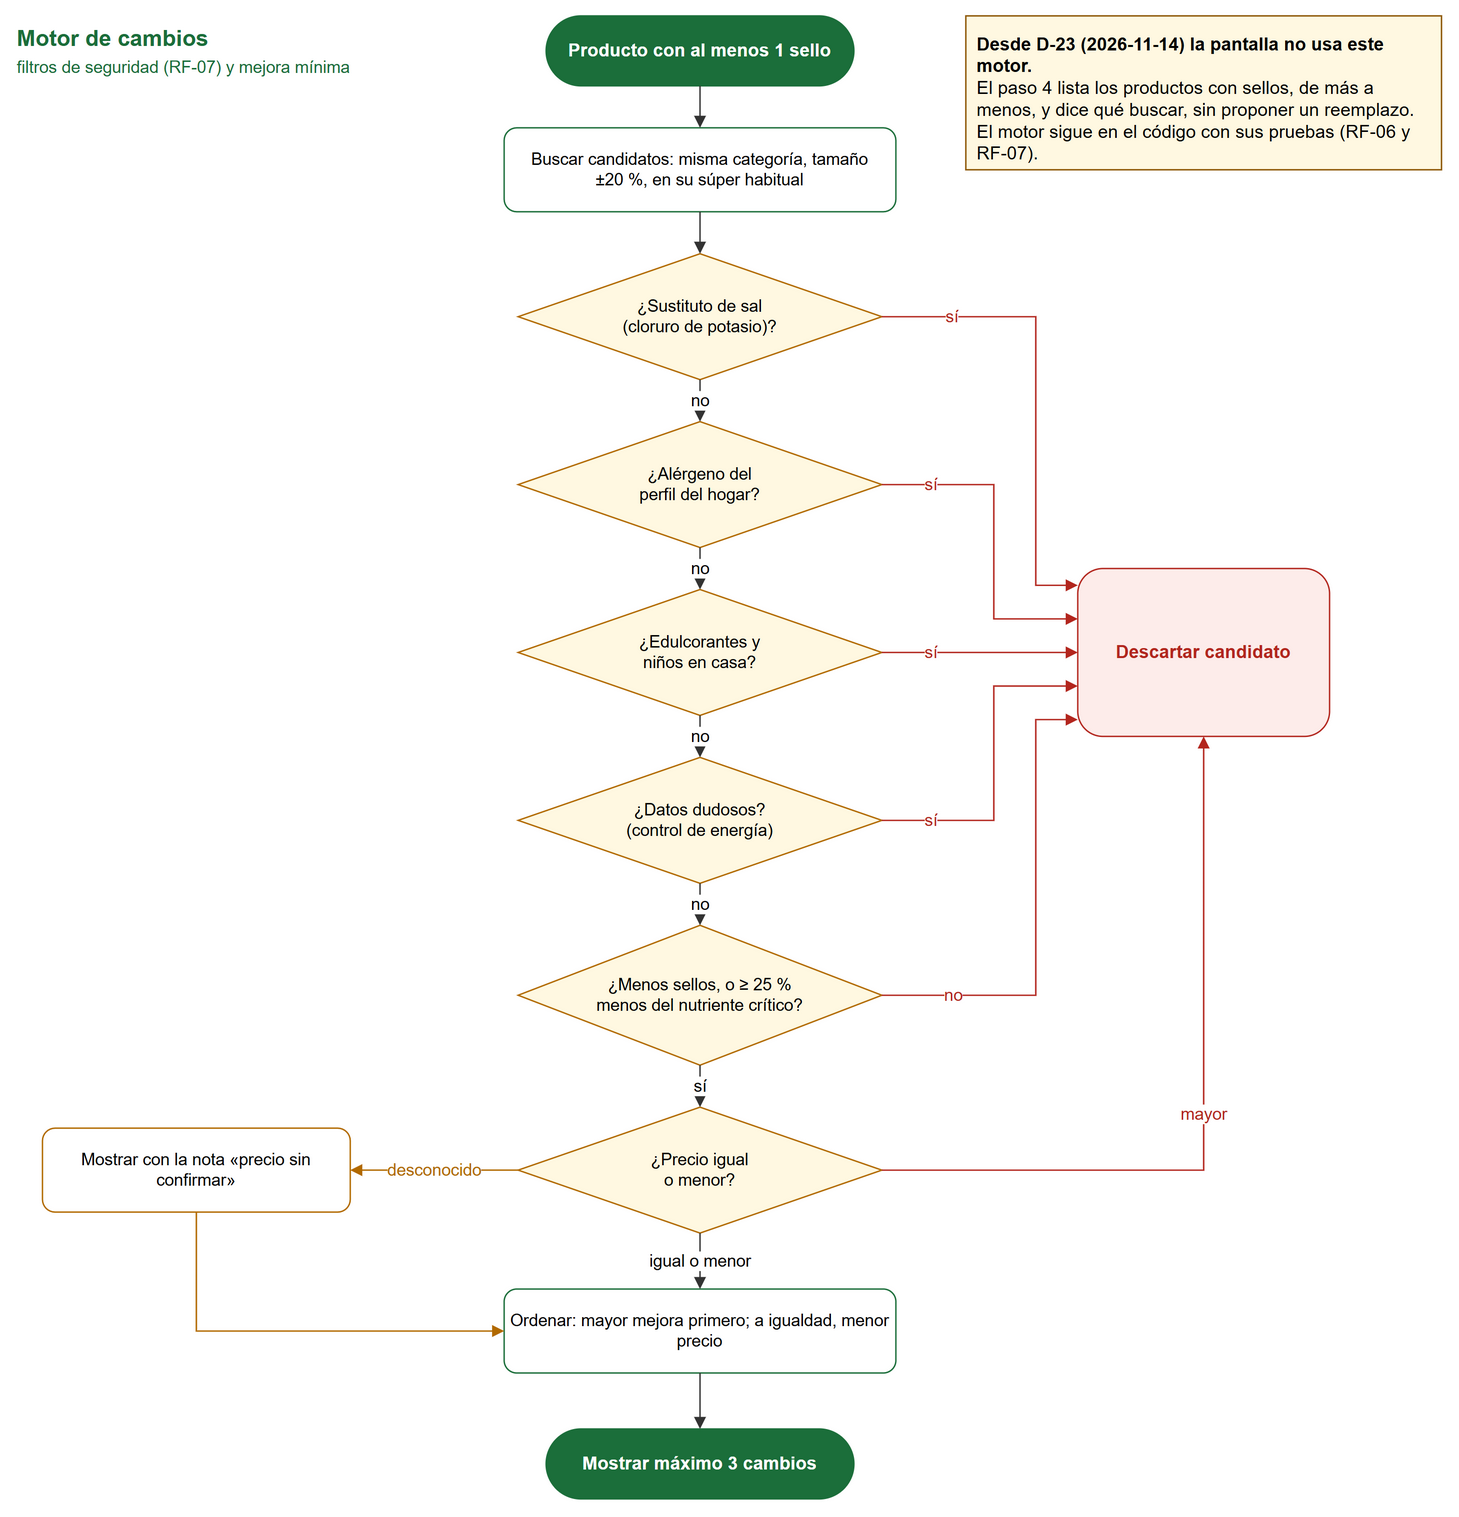 Motor de cambios
filtros de seguridad (RF-07) y mejora mínima
Producto con al menos 1 sello
Desde D-23 (2026-11-14) la pantalla no usa este
motor.
El paso 4 lista los productos con sellos, de más a
menos, y dice qué buscar, sin proponer un reemplazo.
El motor sigue en el código con sus pruebas (RF-06 y
RF-07).
Buscar candidatos: misma categoría, tamaño
±20 %, en su súper habitual
¿Sustituto de sal
(cloruro de potasio)?
sí
no
¿Alérgeno del
perfil del hogar?
sí
no
¿Edulcorantes y
niños en casa?
sí
Descartar candidato
no
¿Datos dudosos?
(control de energía)
sí
no
¿Menos sellos, o ≥ 25 %
menos del nutriente crítico?
no
sí
mayor
¿Precio igual
o menor?
desconocido
Mostrar con la nota «precio sin
confirmar»
igual o menor
Ordenar: mayor mejora primero; a igualdad, menor
precio
Mostrar máximo 3 cambios